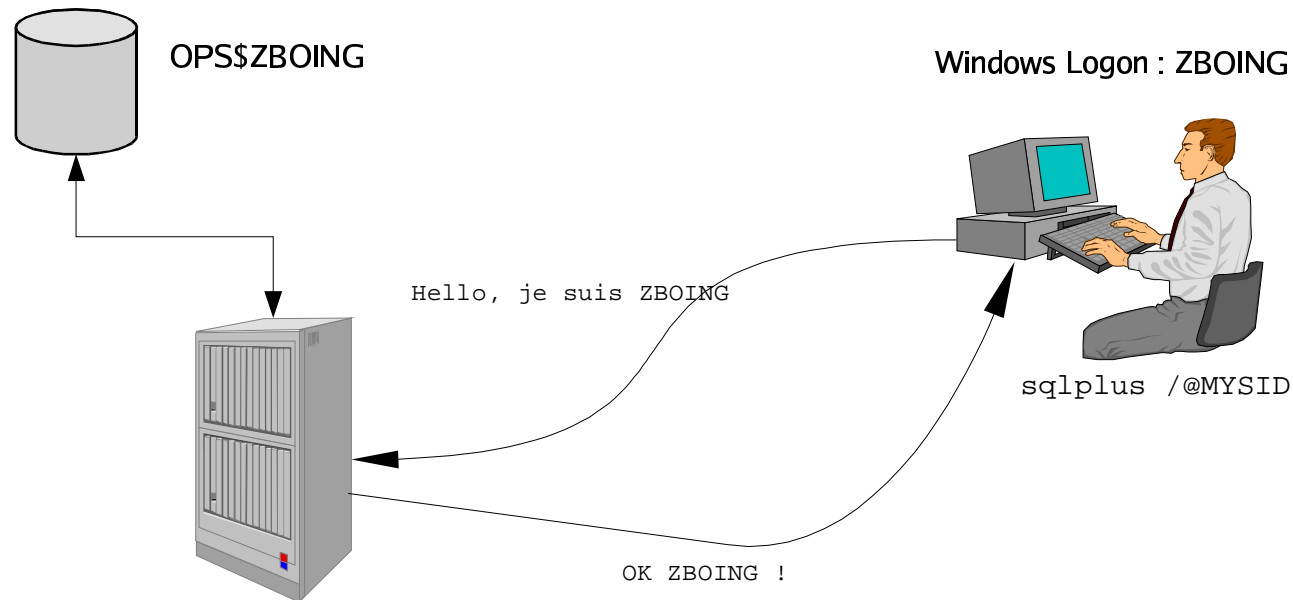 OPS$ZBOING
Windows Logon : ZBOING
Hello, je suis ZBOING
sqlplus /@MYSID
OK ZBOING !